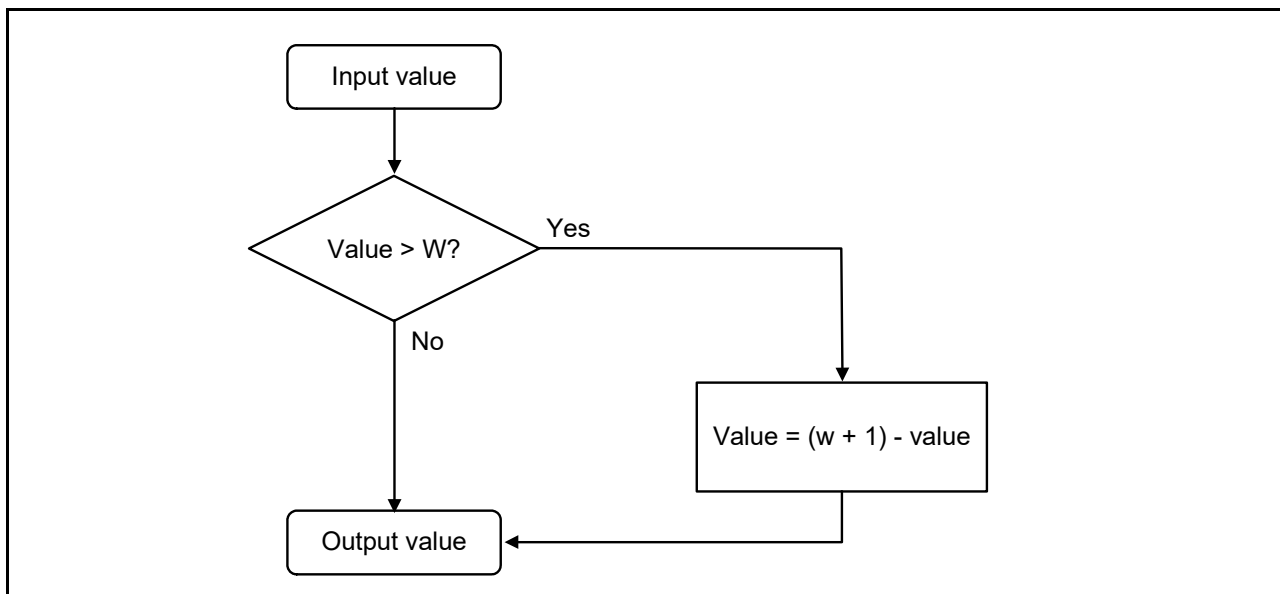 Input value
Value > W?
Yes
No
Value = (w + 1) - value
Output value